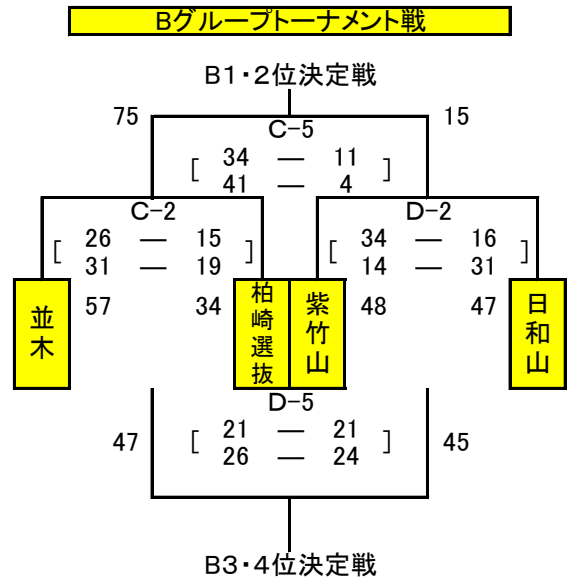 Bグループトーナメント戦
B1・2位決定戦
75 C-5 15
[ 34 — 11 ]
41 — 4
C-2 D-2
[ 26 — 15 ] [ 34 — 16 ]
31 — 19 14 — 31
並木 57 34 柏崎選抜 紫竹山 48 47 日和山
D-5
47 [ 21 — 21 ] 45
26 — 24
B3・4位決定戦